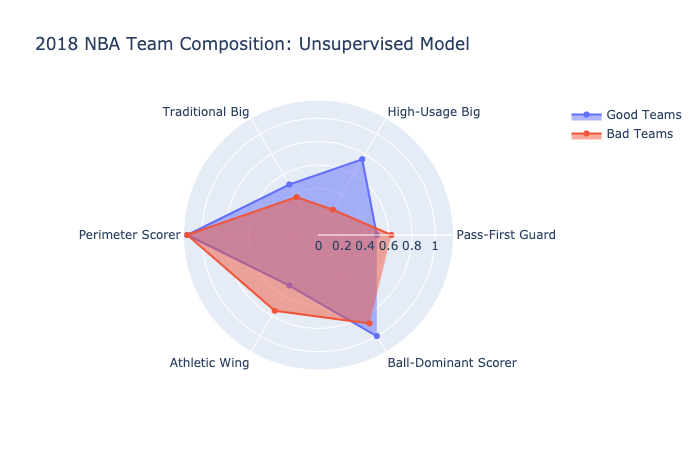 2018 NBA Team Composition: Unsupervised Model
Traditional Big
High-Usage Big
Good Teams
Bad Teams
Perimeter Scorer
Pass-First Guard
0 0.2 0.4 0.6 0.8 1
Athletic Wing
Ball-Dominant Scorer